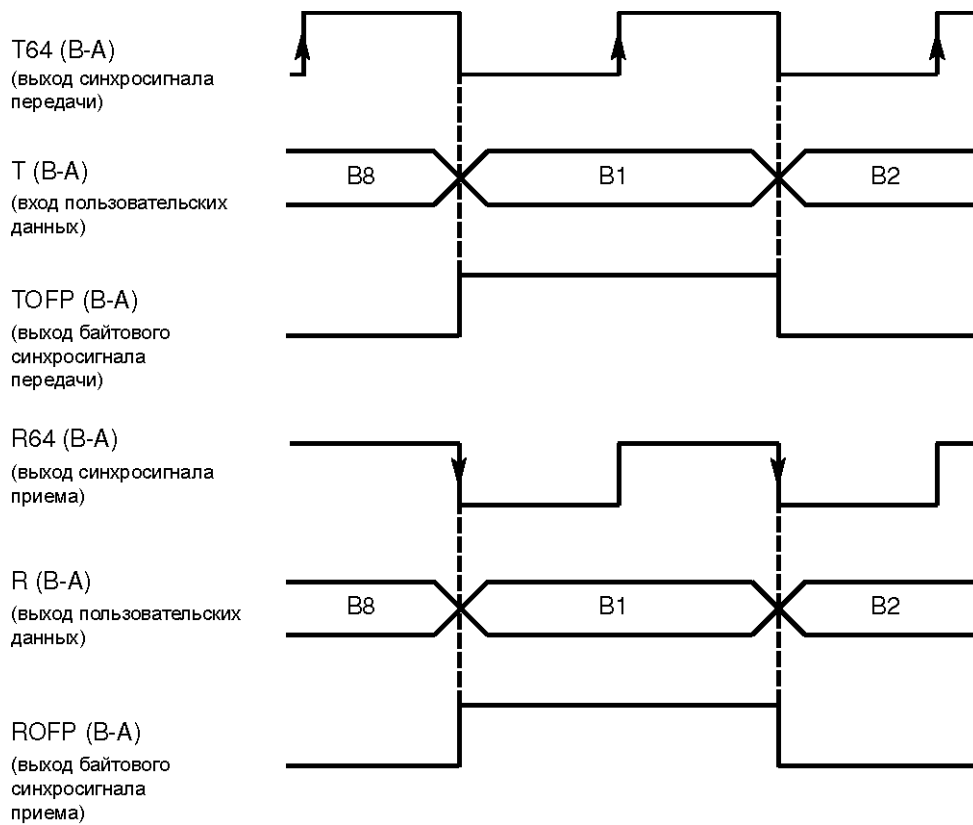 T64 (B-A)
(выход синхросигнала
передачи)
T (B-A)
B8
B1
B2
(вход пользовательских
данных)
TOFP (B-A)
(выход байтового
синхросигнала
передачи)
R64 (B-A)
(выход синхросигнала
приема)
R (B-A)
B8
B1
B2
(выход пользовательских
данных)
ROFP (B-A)
(выход байтового
синхросигнала
приема)